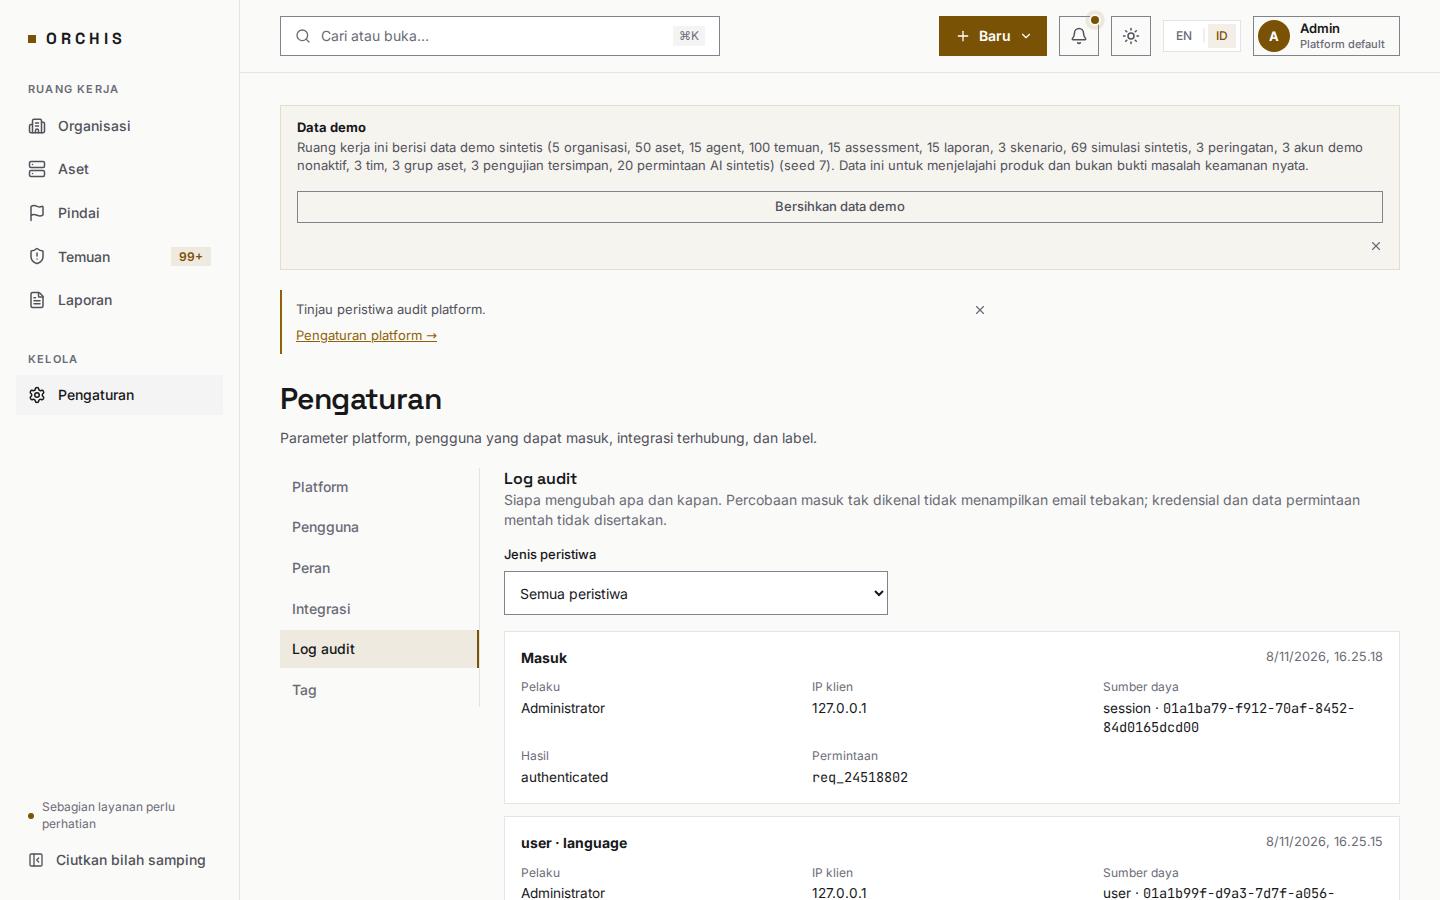 ORCHIS
Cari atau buka...
⌘K
Baru
EN
ID
A
Admin
Platform default
RUANG KERJA
Organisasi
Aset
Pindai
Temuan
99+
Laporan
KELOLA
Pengaturan
Sebagian layanan perlu
perhatian
Ciutkan bilah samping
Data demo
Ruang kerja ini berisi data demo sintetis (5 organisasi, 50 aset, 15 agent, 100 temuan, 15 assessment, 15 laporan, 3 skenario, 69 simulasi sintetis, 3 peringatan, 3 akun demo
nonaktif, 3 tim, 3 grup aset, 3 pengujian tersimpan, 20 permintaan AI sintetis) (seed 7). Data ini untuk menjelajahi produk dan bukan bukti masalah keamanan nyata.
Bersihkan data demo
Tinjau peristiwa audit platform.
Pengaturan platform →
Pengaturan
Parameter platform, pengguna yang dapat masuk, integrasi terhubung, dan label.
Platform
Pengguna
Peran
Integrasi
Log audit
Tag
Log audit
Siapa mengubah apa dan kapan. Percobaan masuk tak dikenal tidak menampilkan email tebakan; kredensial dan data permintaan
mentah tidak disertakan.
Jenis peristiwa
Semua peristiwa
Masuk
8/11/2026, 16.25.18
Pelaku
IP klien
Sumber daya
Administrator
127.0.0.1
session · 01a1ba79-f912-70af-8452-
84d0165dcd00
Hasil
Permintaan
authenticated
req_24518802
user · language
8/11/2026, 16.25.15
Pelaku
IP klien
Sumber daya
Administrator
127.0.0.1
user · 01a1b99f-d9a3-7d7f-a056-